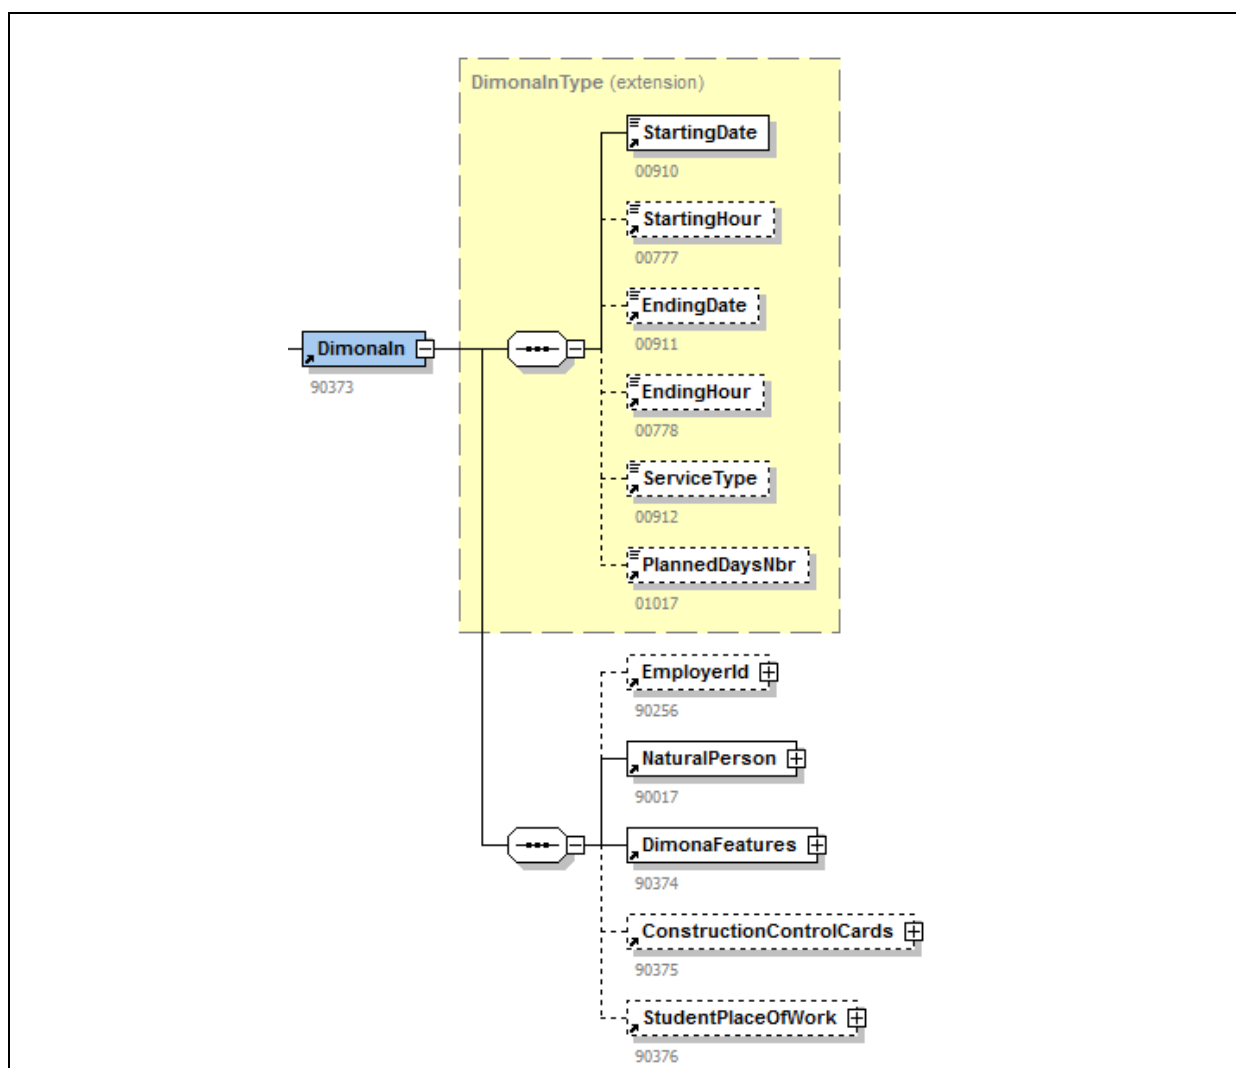 DimonaInType (extension)
StartingDate
00910
StartingHour
00777
EndingDate
00911
DimonaIn
90373
EndingHour
00778
ServiceType
00912
PlannedDaysNbr
01017
EmployerId
90256
NaturalPerson
90017
DimonaFeatures
90374
ConstructionControlCards
90375
StudentPlaceOfWork
90376